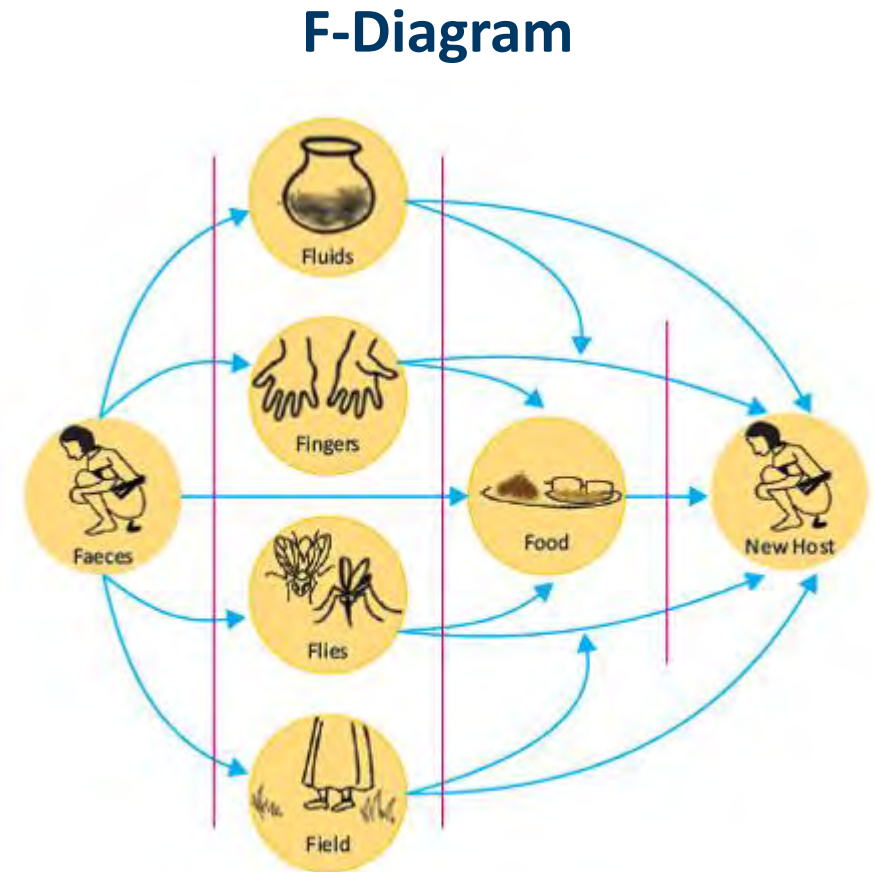 F-Diagram
Fluids
Fingers
Faeces
Food
New Host
Flies
Field